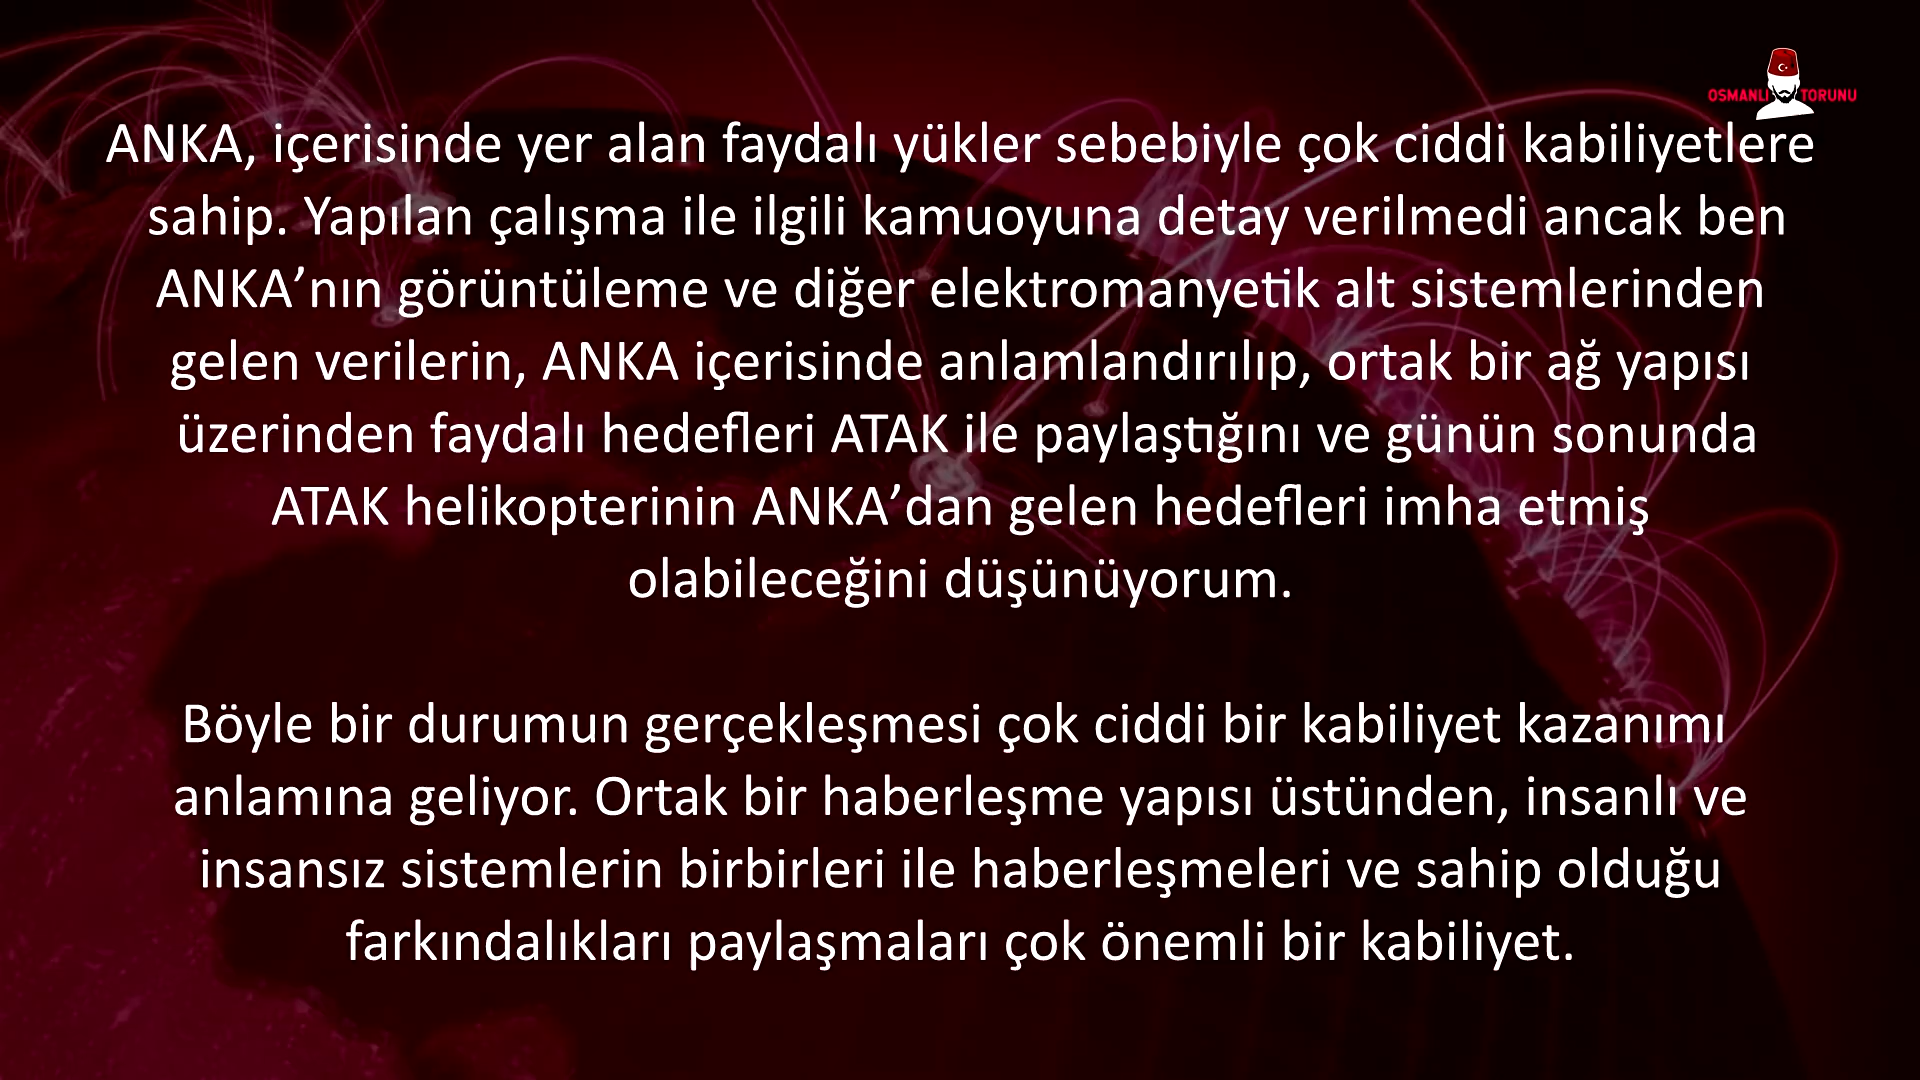 OSMANLI TORUNU
ANKA, içerisinde yer alan faydalı yükler sebebiyle çok ciddi kabiliyetlere
sahip. Yapılan çalışma ile ilgili kamuoyuna detay verilmedi ancak ben
ANKA’nın görüntüleme ve diğer elektromanyetik alt sistemlerinden
gelen verilerin, ANKA içerisinde anlamlandırılıp, ortak bir ağ yapısı
üzerinden faydalı hedefleri ATAK ile paylaştığını ve günün sonunda
ATAK helikopterinin ANKA’dan gelen hedefleri imha etmiş
olabileceğini düşünüyorum.
Böyle bir durumun gerçekleşmesi çok ciddi bir kabiliyet kazanımı
anlamına geliyor. Ortak bir haberleşme yapısı üstünden, insanlı ve
insansız sistemlerin birbirleri ile haberleşmeleri ve sahip olduğu
farkındalıkları paylaşmaları çok önemli bir kabiliyet.